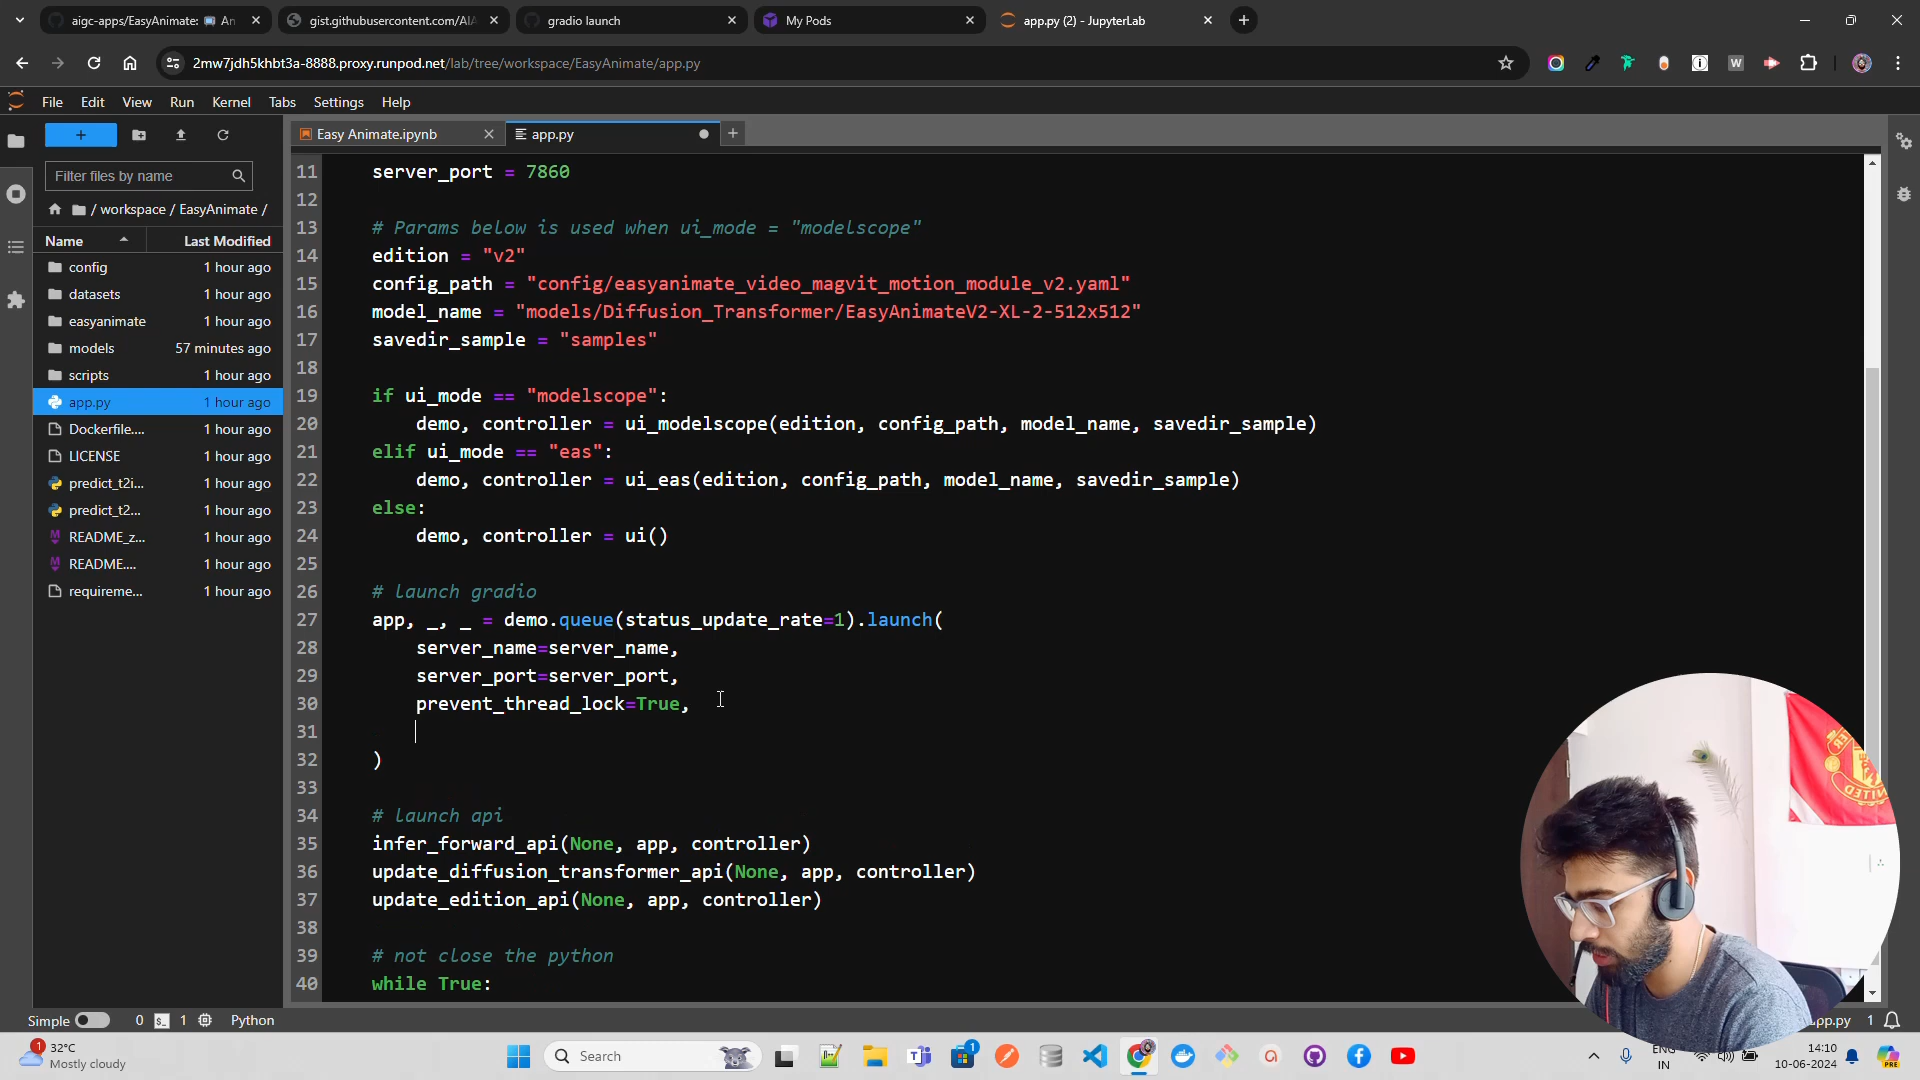 aigc-apps/EasyAnimate: An
gist.githubusercontent.com/AIA
gradio launch
My Pods
app.py (2) - JupyterLab
2mw7jdh5khbt3a-8888.proxy.runpod.net/lab/tree/workspace/EasyAnimate/app.py
File Edit View Run Kernel Tabs Settings Help
Easy Animate.ipynb
app.py
Filter files by name
/ workspace / EasyAnimate /
Name Last Modified
config 1 hour ago
datasets 1 hour ago
easyanimate 1 hour ago
models 57 minutes ago
scripts 1 hour ago
app.py 1 hour ago
Dockerfile.... 1 hour ago
LICENSE 1 hour ago
predict_t2i... 1 hour ago
predict_t2... 1 hour ago
README_z... 1 hour ago
README.... 1 hour ago
requireme... 1 hour ago
11 server_port = 7860
12
13 # Params below is used when ui_mode = "modelscope"
14 edition = "v2"
15 config_path = "config/easyanimate_video_magvit_motion_module_v2.yaml"
16 model_name = "models/Diffusion_Transformer/EasyAnimateV2-XL-2-512x512"
17 savedir_sample = "samples"
18
19 if ui_mode == "modelscope":
20 demo, controller = ui_modelscope(edition, config_path, model_name, savedir_sample)
21 elif ui_mode == "eas":
22 demo, controller = ui_eas(edition, config_path, model_name, savedir_sample)
23 else:
24 demo, controller = ui()
25
26 # launch gradio
27 app, _, _ = demo.queue(status_update_rate=1).launch(
28 server_name=server_name,
29 server_port=server_port,
30 prevent_thread_lock=True,
31
32 )
33
34 # launch api
35 infer_forward_api(None, app, controller)
36 update_diffusion_transformer_api(None, app, controller)
37 update_edition_api(None, app, controller)
38
39 # not close the python
40 while True:
UNITED
Simple 0 1 Python
app.py 1
1 32°C
Mostly cloudy
Search
1
ENG
IN
14:10
10-06-2024
PRE